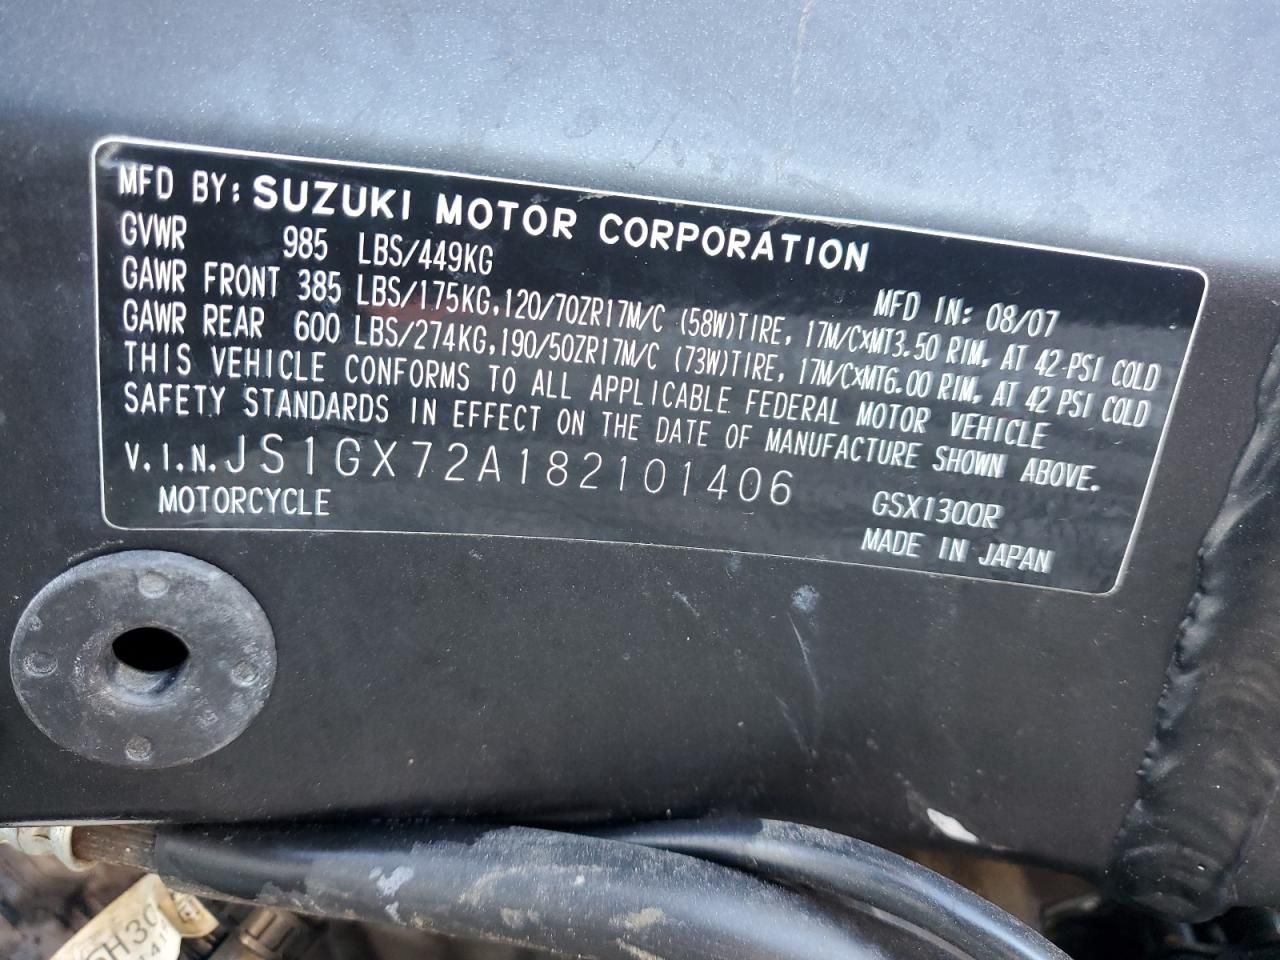 MFD BY: SUZUKI MOTOR CORPORATION
GVWR 985 LBS/449KG MFD IN: 08/07
GAWR FRONT 385 LBS/175KG,120/70ZR17M/C (58W)TIRE, 17M/C×MT3.50 RIM, AT 42-PSI COLD
GAWR REAR 600 LBS/274KG,190/50ZR17M/C (73W)TIRE, 17M/C×MT6.00 RIM, AT 42 PSI COLD
THIS VEHICLE CONFORMS TO ALL APPLICABLE FEDERAL MOTOR VEHICLE
SAFETY STANDARDS IN EFFECT ON THE DATE OF MANUFACTURE SHOWN ABOVE.
V.I.N. JS1GX72A182101406 GSX1300R
MOTORCYCLE MADE IN JAPAN